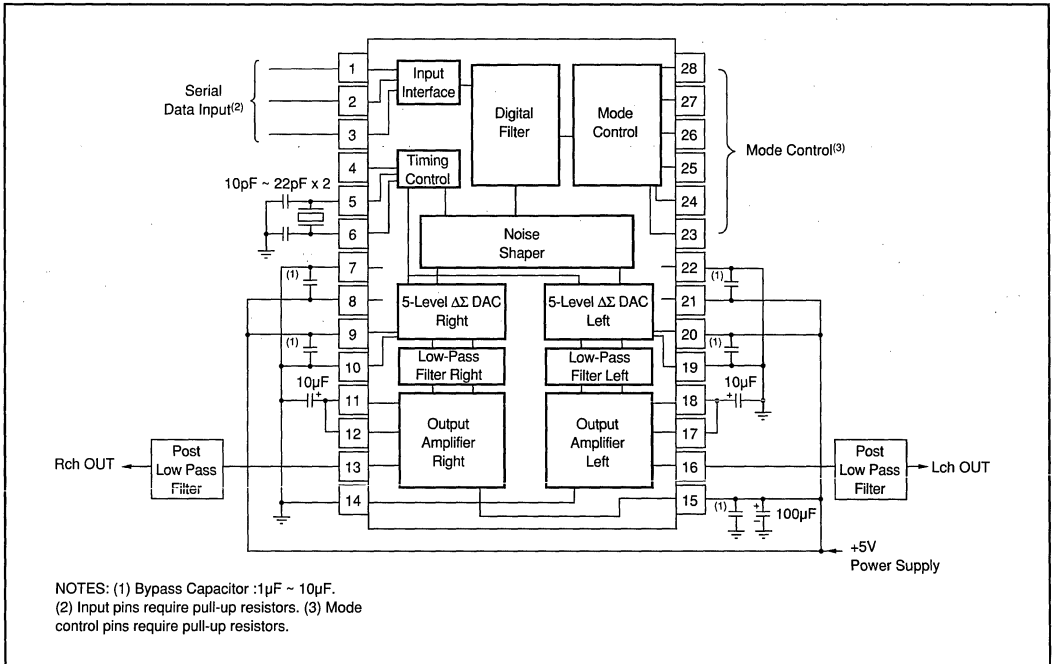 1
2
3
4
5
6
7
8
9
10
11
12
13
14
28
27
26
25
24
23
22
21
20
19
18
17
16
15
Serial
Data Input(2)
10pF ~ 22pF x 2
Input
Interface
Timing
Control
Digital
Filter
Mode
Control
Mode Control(3)
Noise
Shaper
(1)
(1)
(1)
(1)
5-Level ΔΣ DAC
Right
5-Level ΔΣ DAC
Left
Low-Pass
Filter Right
Low-Pass
Filter Left
10µF
+
10µF
+
Output
Amplifier
Right
Output
Amplifier
Left
Rch OUT
Post
Low Pass
Filter
Post
Low Pass
Filter
Lch OUT
(1)
+
–
100µF
+5V
Power Supply
NOTES: (1) Bypass Capacitor :1µF ~ 10µF.
(2) Input pins require pull-up resistors. (3) Mode
control pins require pull-up resistors.